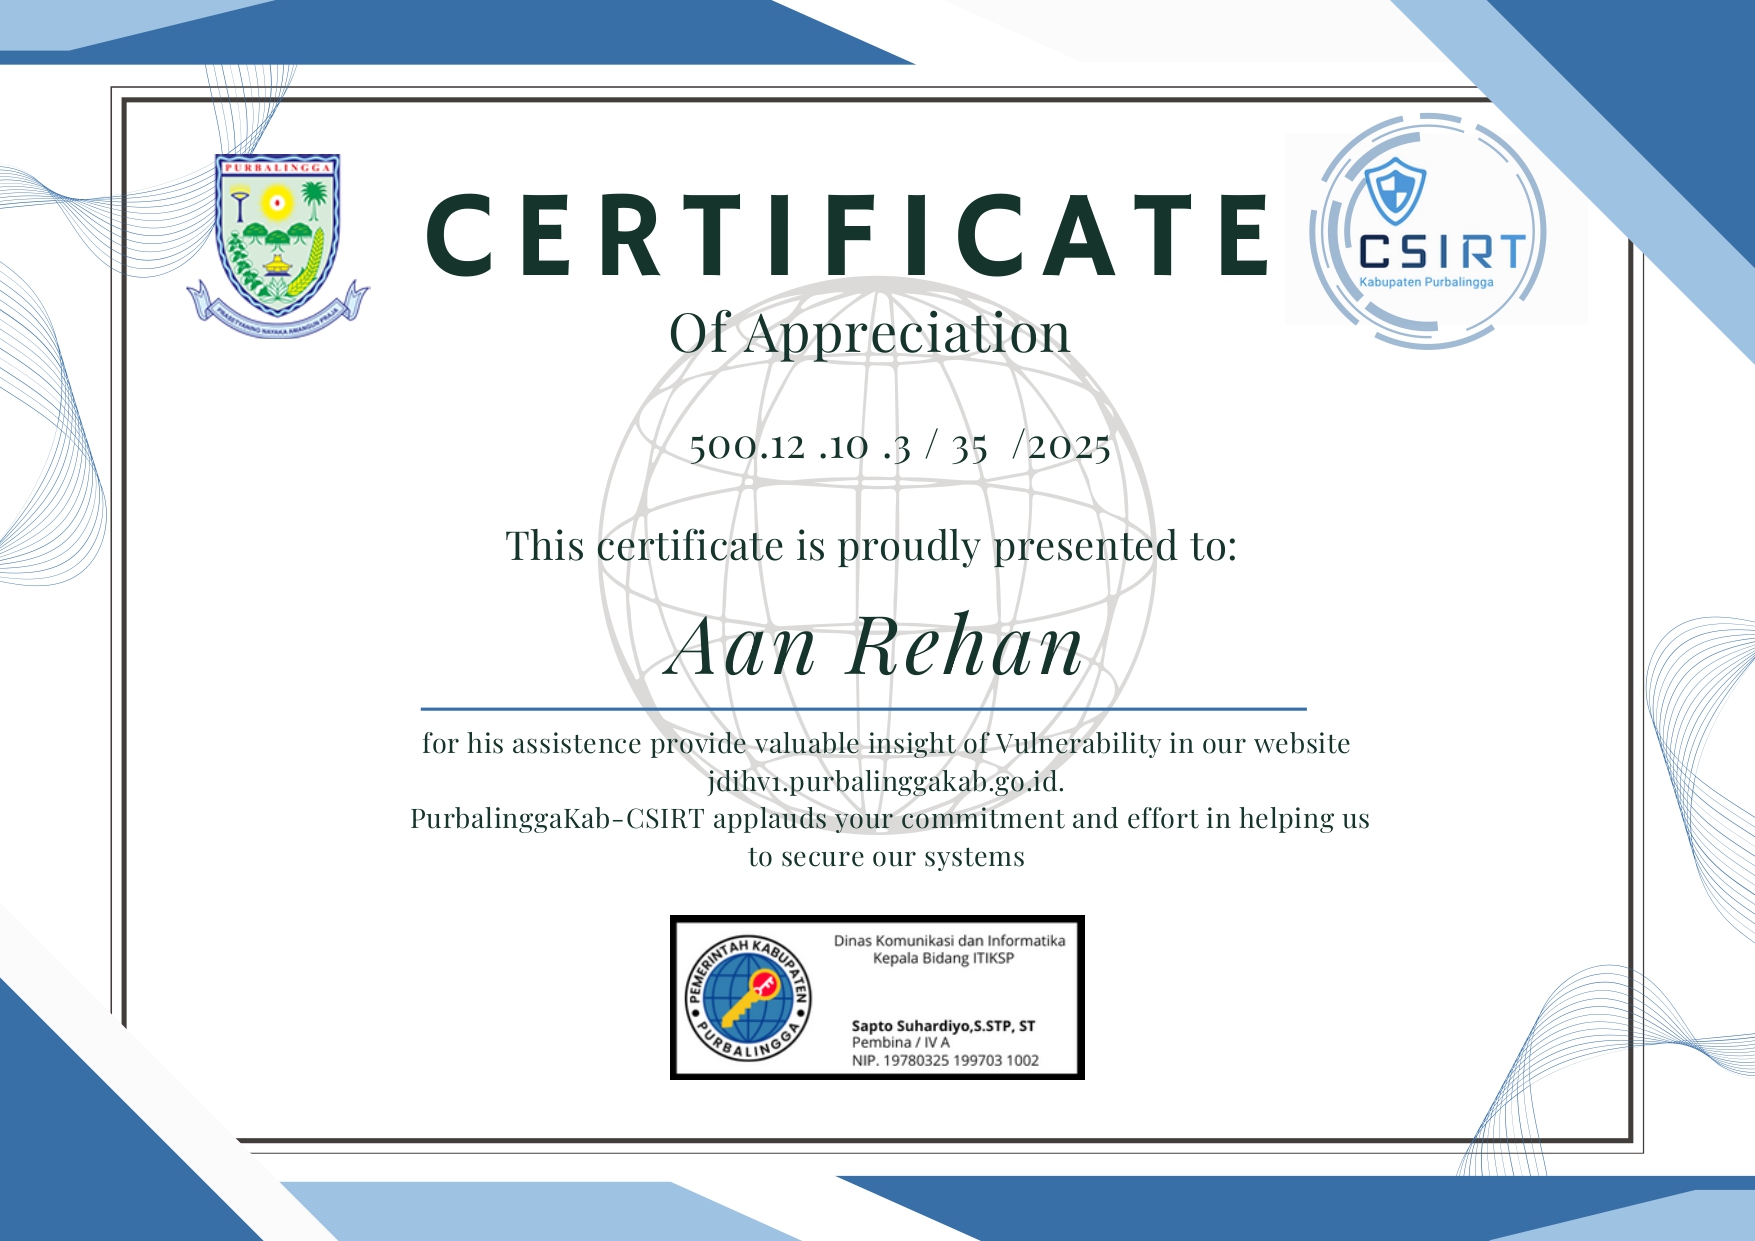 PURBALINGGA
PRASETYANING NAYAKA AMANGUN PRAJA
CERTIFICATE
CSIRT
Kabupaten Purbalingga
Of Appreciation
500.12 .10 .3 / 35 /2025
This certificate is proudly presented to:
Aan Rehan
for his assistence provide valuable insight of Vulnerability in our website
jdihv1.purbalinggakab.go.id.
PurbalinggaKab-CSIRT applauds your commitment and effort in helping us
to secure our systems
PEMERINTAH KABUPATEN
PURBALINGGA
Dinas Komunikasi dan Informatika
Kepala Bidang ITIKSP
Sapto Suhardiyo,S.STP, ST
Pembina / IV A
NIP. 19780325 199703 1002